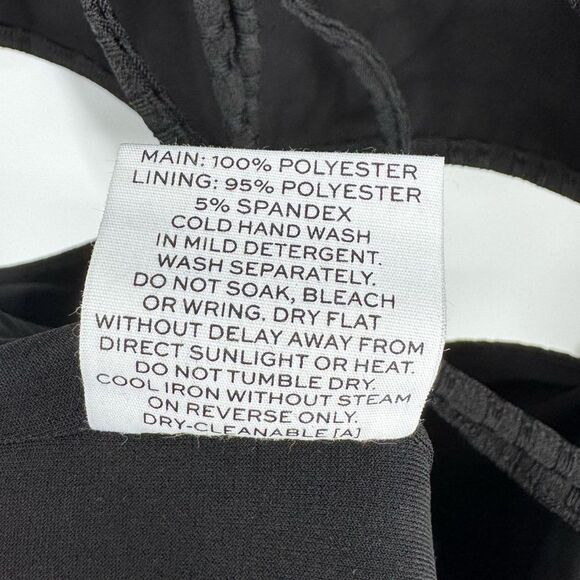 MAIN: 100% POLYESTER
LINING: 95% POLYESTER
5% SPANDEX
COLD HAND WASH
IN MILD DETERGENT.
WASH SEPARATELY.
DO NOT SOAK, BLEACH
OR WRING. DRY FLAT
WITHOUT DELAY AWAY FROM
DIRECT SUNLIGHT OR HEAT.
DO NOT TUMBLE DRY.
COOL IRON WITHOUT STEAM
ON REVERSE ONLY.
DRY-CLEANABLE [A]